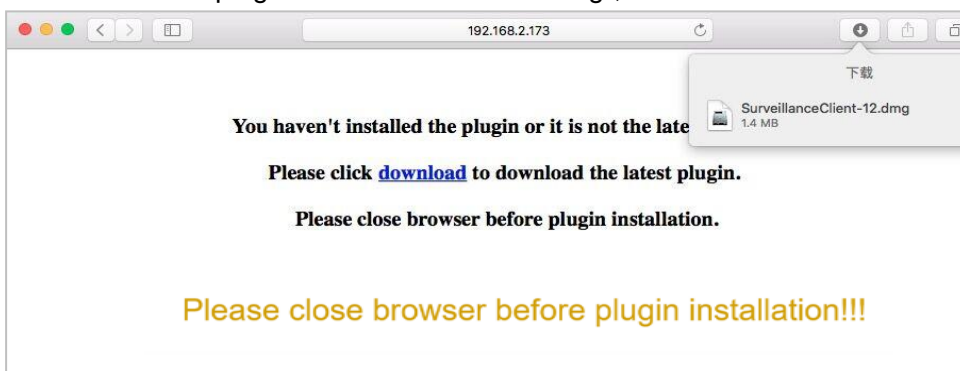 192.168.2.173
下载
SurveillanceClient-12.dmg
1.4 MB
You haven't installed the plugin or it is not the late
Please click download to download the latest plugin.
Please close browser before plugin installation.
Please close browser before plugin installation!!!